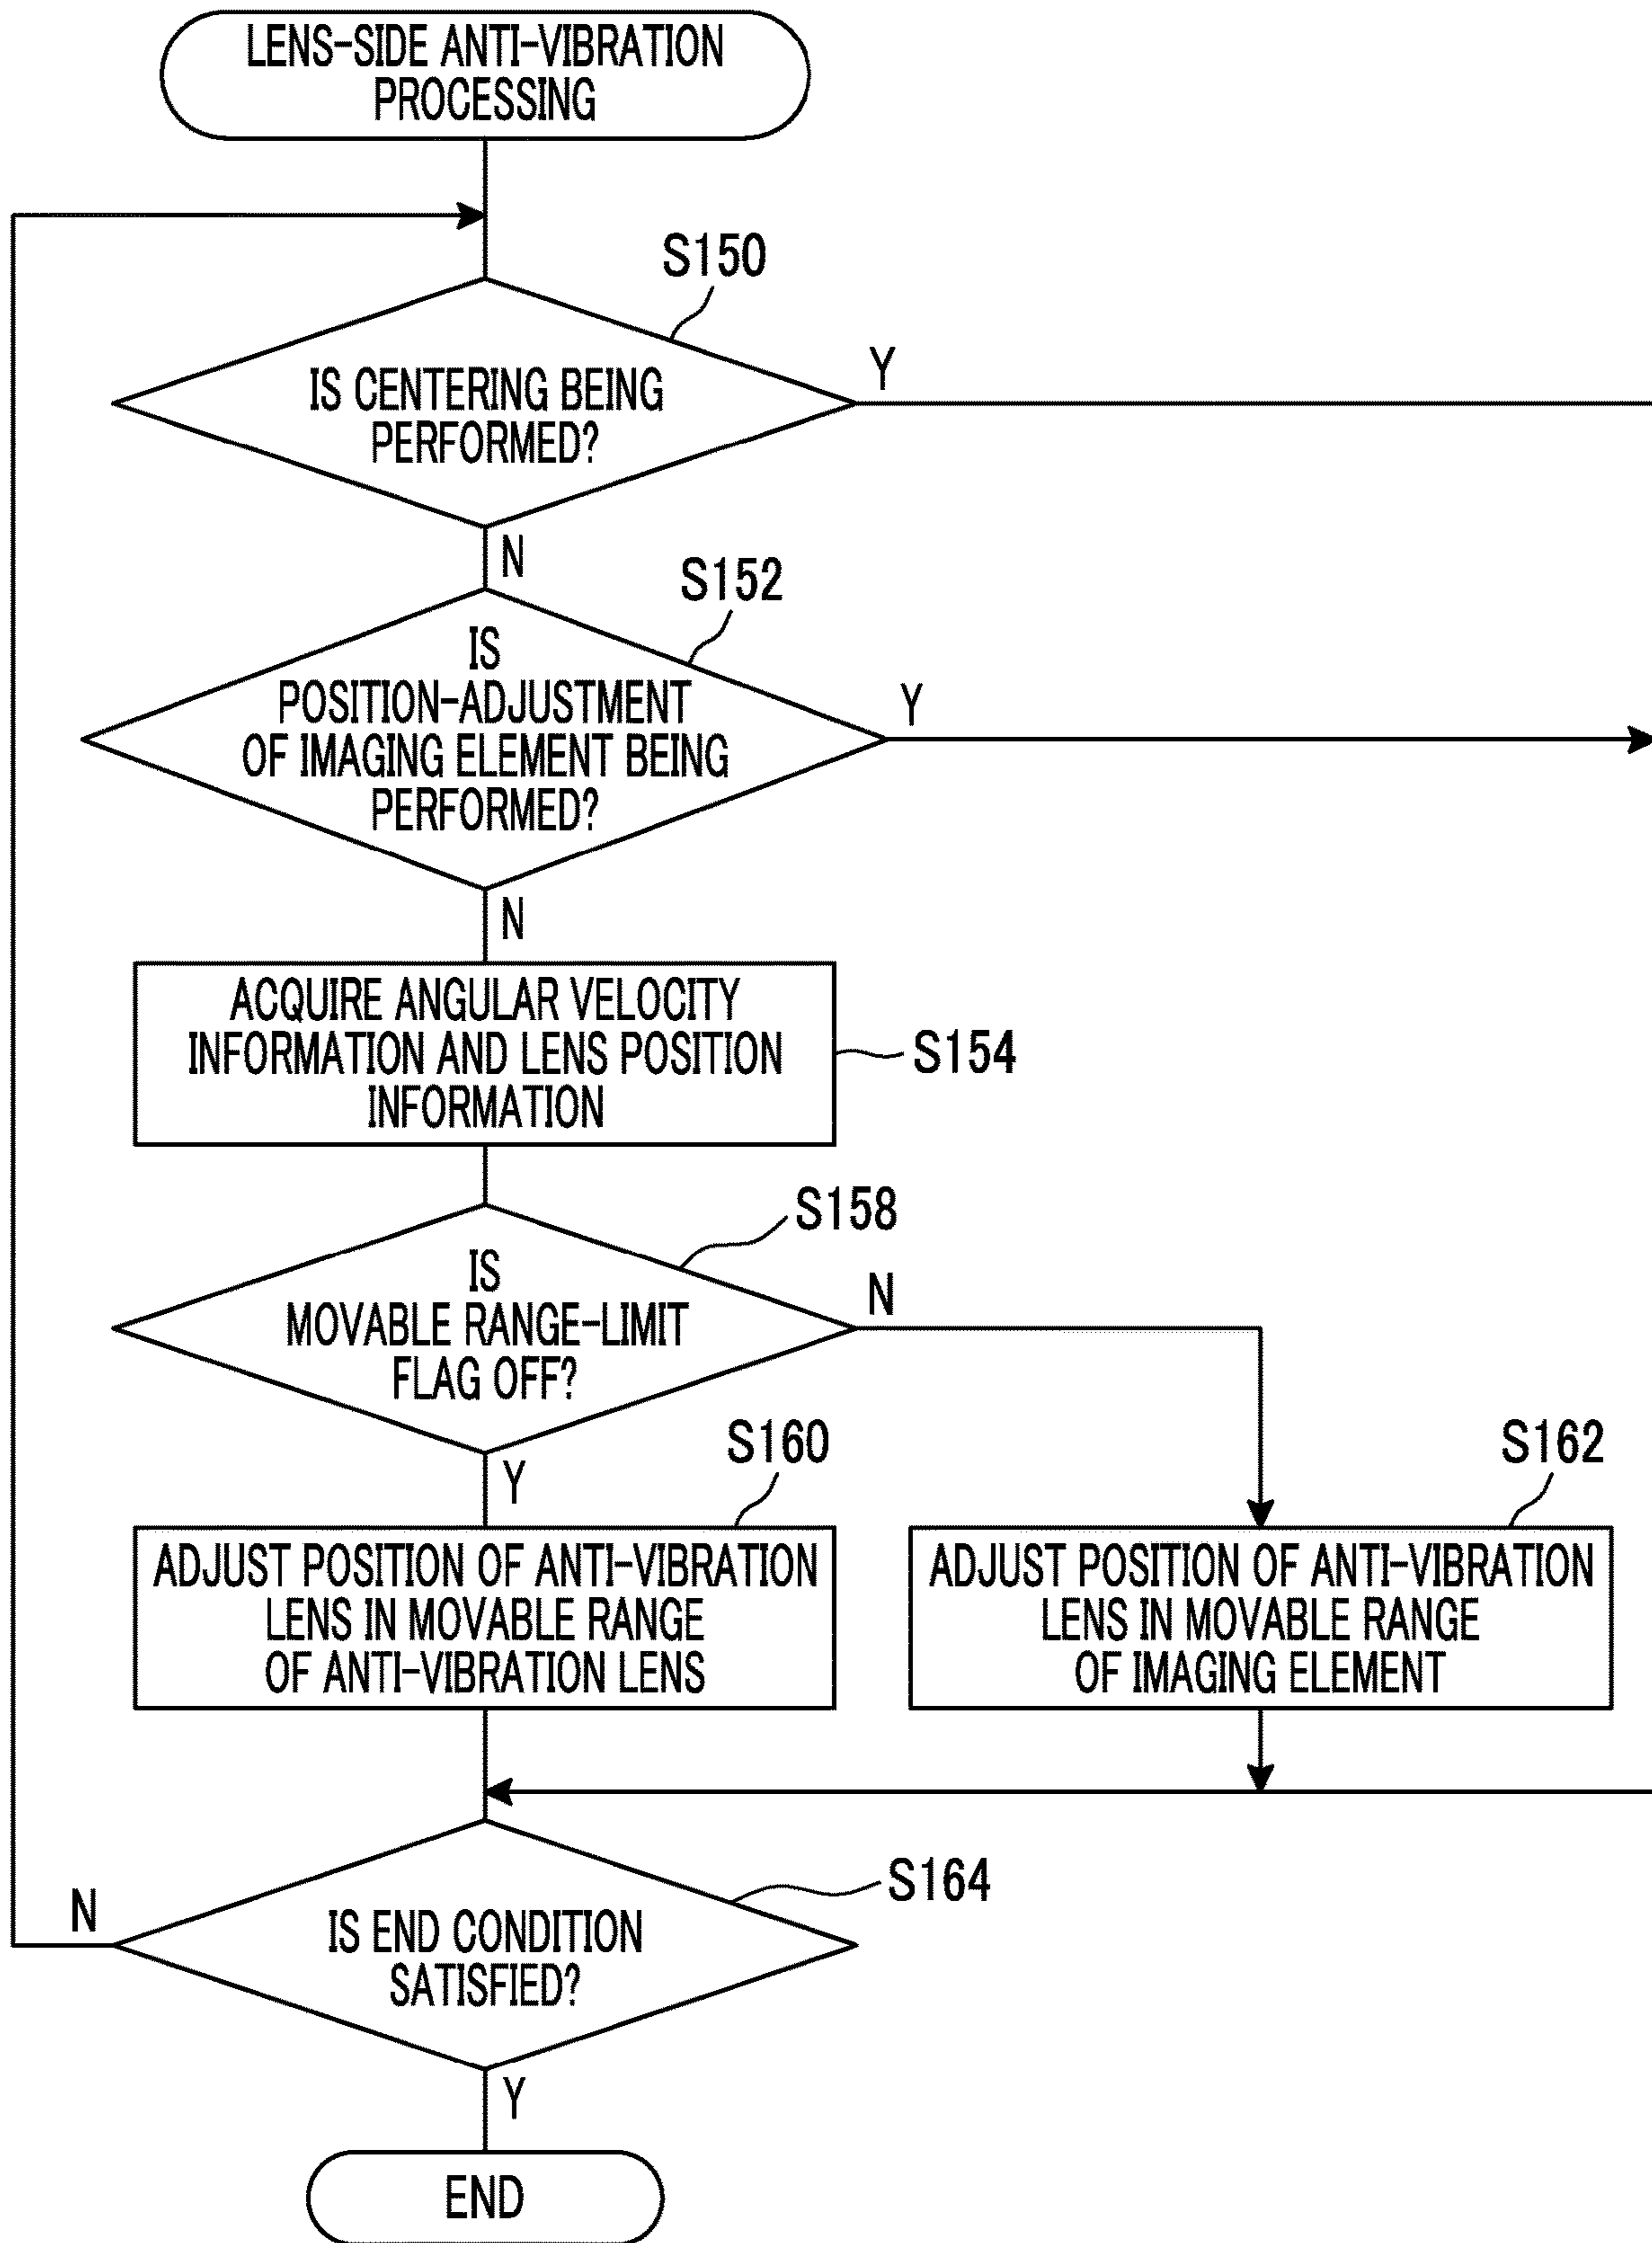 LENS-SIDE ANTI-VIBRATION
PROCESSING
S150
IS CENTERING BEING
PERFORMED?
Y
N
S152
IS
POSITION-ADJUSTMENT
OF IMAGING ELEMENT BEING
PERFORMED?
Y
N
ACQUIRE ANGULAR VELOCITY
INFORMATION AND LENS POSITION
INFORMATION
S154
S158
IS
MOVABLE RANGE-LIMIT
FLAG OFF?
N
Y
S160
ADJUST POSITION OF ANTI-VIBRATION
LENS IN MOVABLE RANGE
OF ANTI-VIBRATION LENS
S162
ADJUST POSITION OF ANTI-VIBRATION
LENS IN MOVABLE RANGE
OF IMAGING ELEMENT
S164
IS END CONDITION
SATISFIED?
N
Y
END